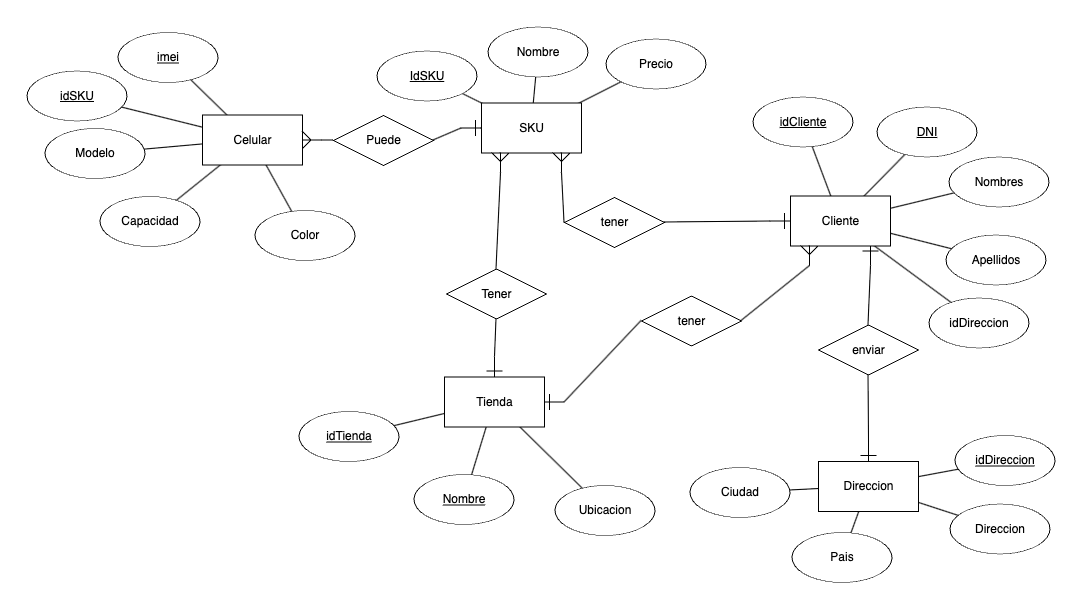 Nombre
imei
Precio
IdSKU
idSKU
idCliente
SKU
DNI
Celular
Puede
Modelo
Nombres
Capacidad
tener
Cliente
Color
Apellidos
Tener
tener
idDireccion
enviar
Tienda
idTienda
idDireccion
Direccion
Ciudad
Nombre
Ubicacion
Direccion
Pais